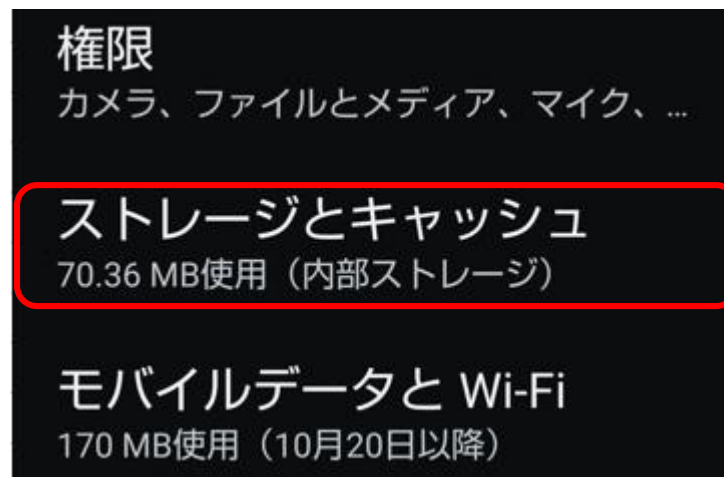 権限
カメラ、ファイルとメディア、マイク、...
ストレージとキャッシュ
70.36 MB使用（内部ストレージ）
モバイルデータと Wi-Fi
170 MB使用（10月20日以降）